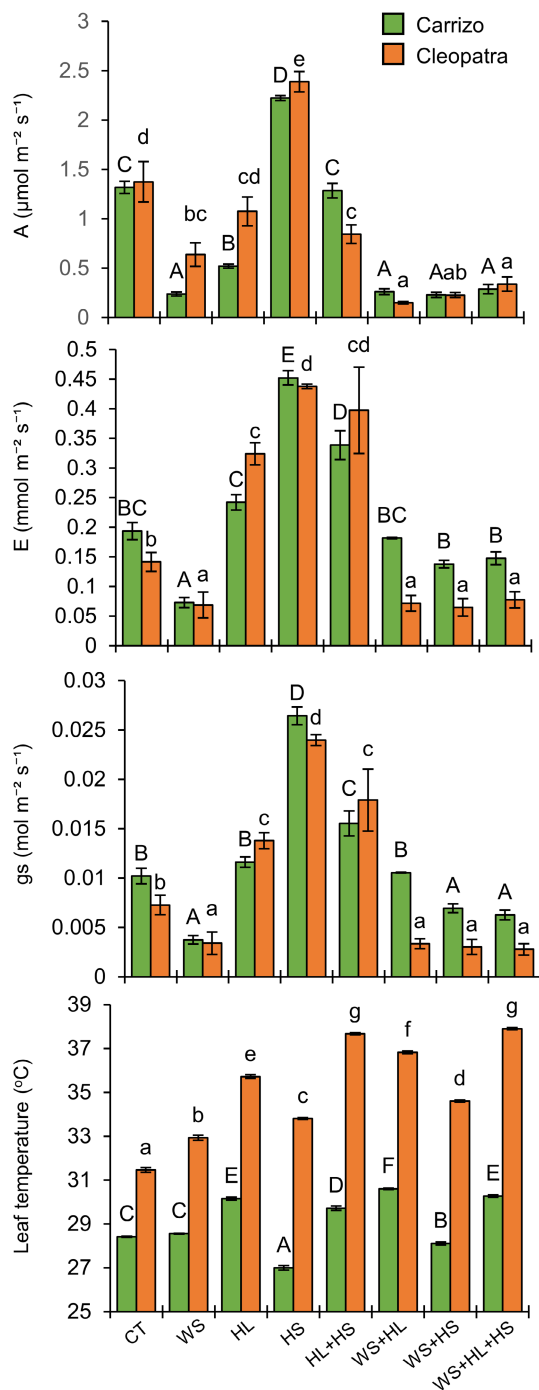 Carrizo
Cleopatra
A (µmol m⁻² s⁻¹)
3
2.5
2
1.5
1
0.5
0
C d A bc B cd D e C c A a Aab A a
E (mmol m⁻² s⁻¹)
0.5
0.45
0.4
0.35
0.3
0.25
0.2
0.15
0.1
0.05
0
BC b A a C c E d D cd BC a B a B a
gs (mol m⁻² s⁻¹)
0.03
0.025
0.02
0.015
0.01
0.005
0
B b A a B c D d C c B a A a A a
Leaf temperature (ºC)
39
37
35
33
31
29
27
25
C a C b E e A c D g F f B d E g
CT
WS
HL
HS
HL+HS
WS+HL
WS+HS
WS+HL+HS